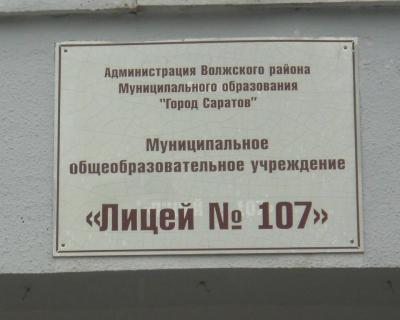 Администрация Волжского района
Муниципального образования
"Город Саратов"
Муниципальное
общеобразовательное учреждение
«Лицей № 107»